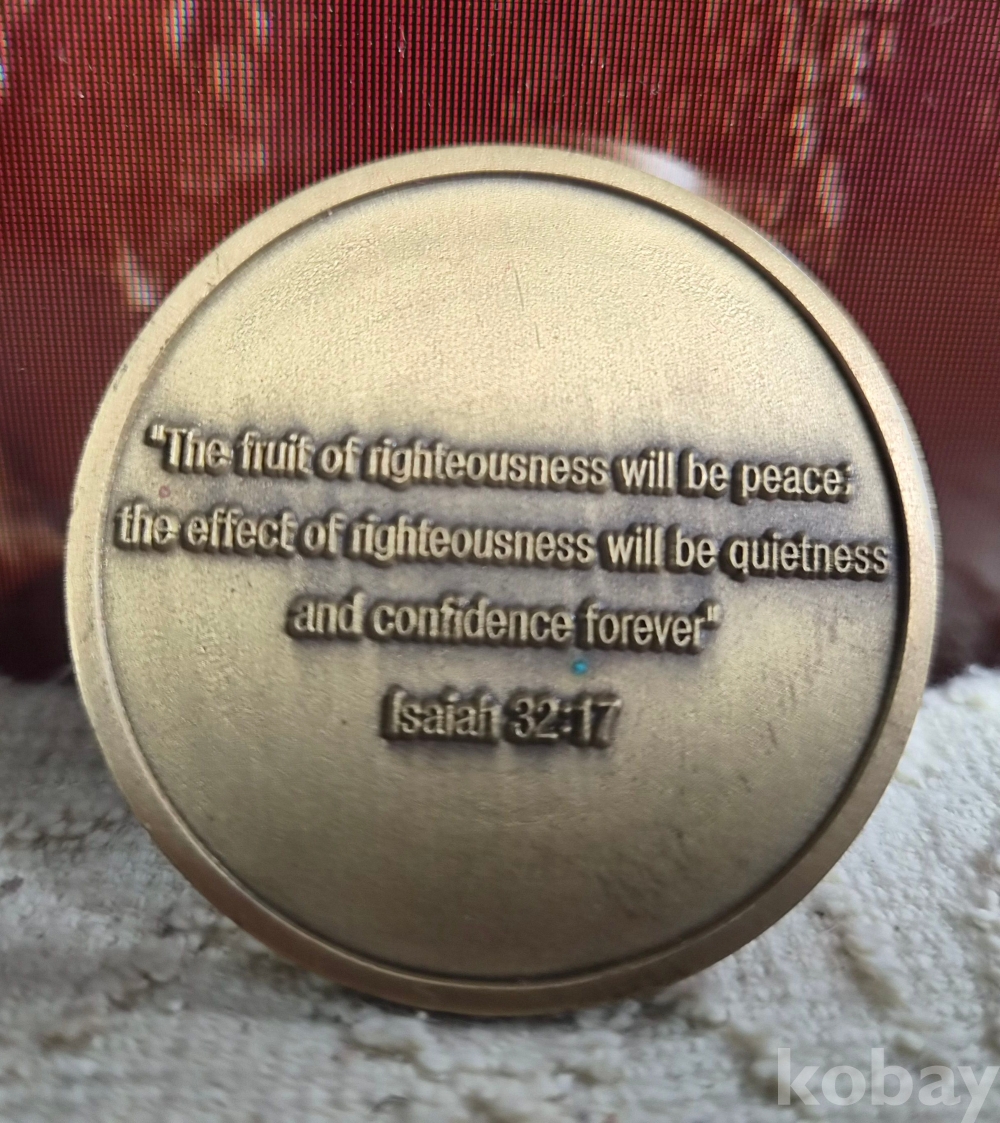 "The fruit of righteousness will be peace;
the effect of righteousness will be quietness
and confidence forever"
Isaiah 32:17
kobay